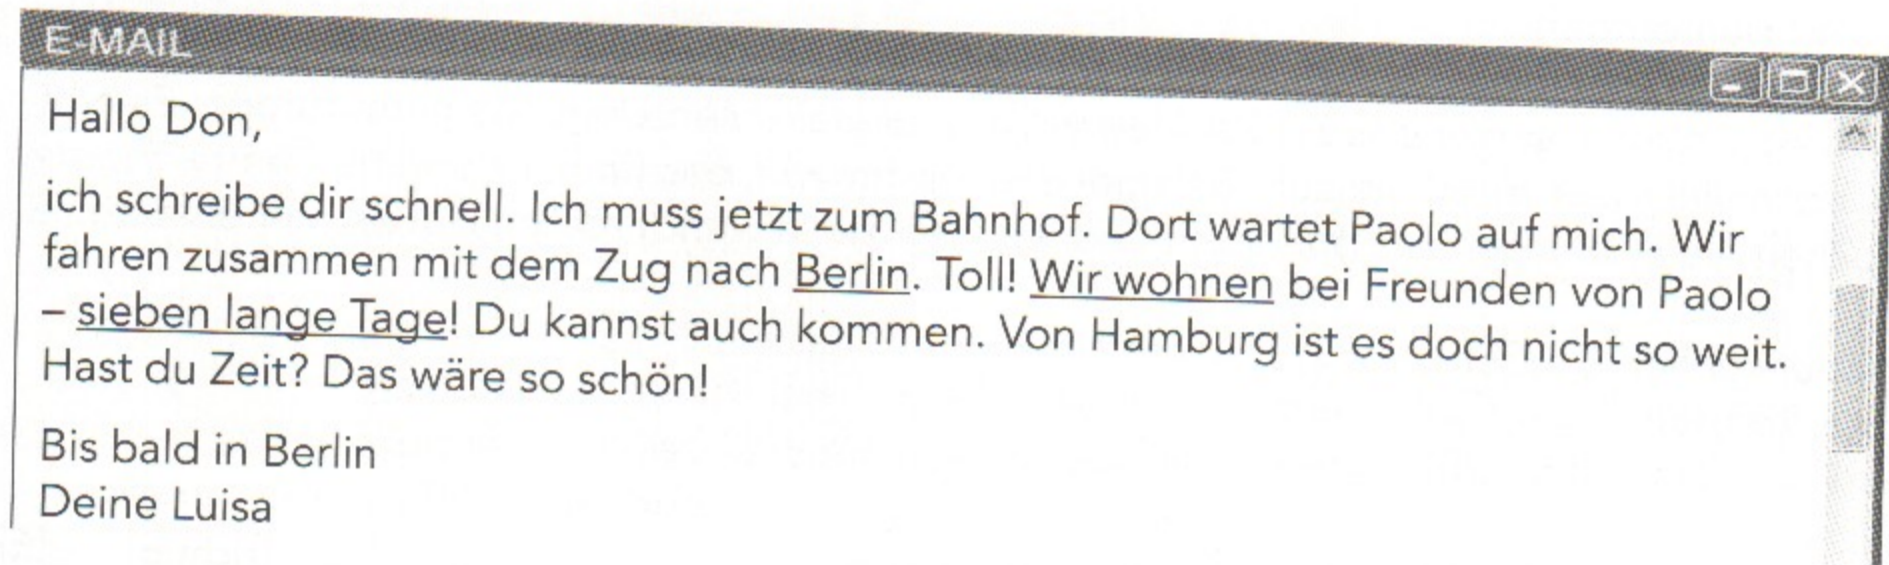 E-MAIL
Hallo Don,
ich schreibe dir schnell. Ich muss jetzt zum Bahnhof. Dort wartet Paolo auf mich. Wir
fahren zusammen mit dem Zug nach Berlin. Toll! Wir wohnen bei Freunden von Paolo
– sieben lange Tage! Du kannst auch kommen. Von Hamburg ist es doch nicht so weit.
Hast du Zeit? Das wäre so schön!
Bis bald in Berlin
Deine Luisa